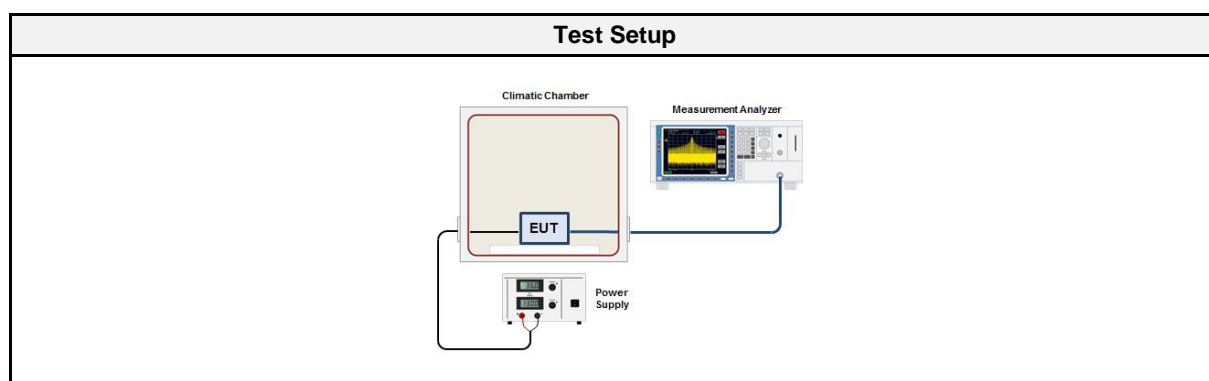 Test Setup
Climatic Chamber
Measurement Analyzer
EUT
Power
Supply